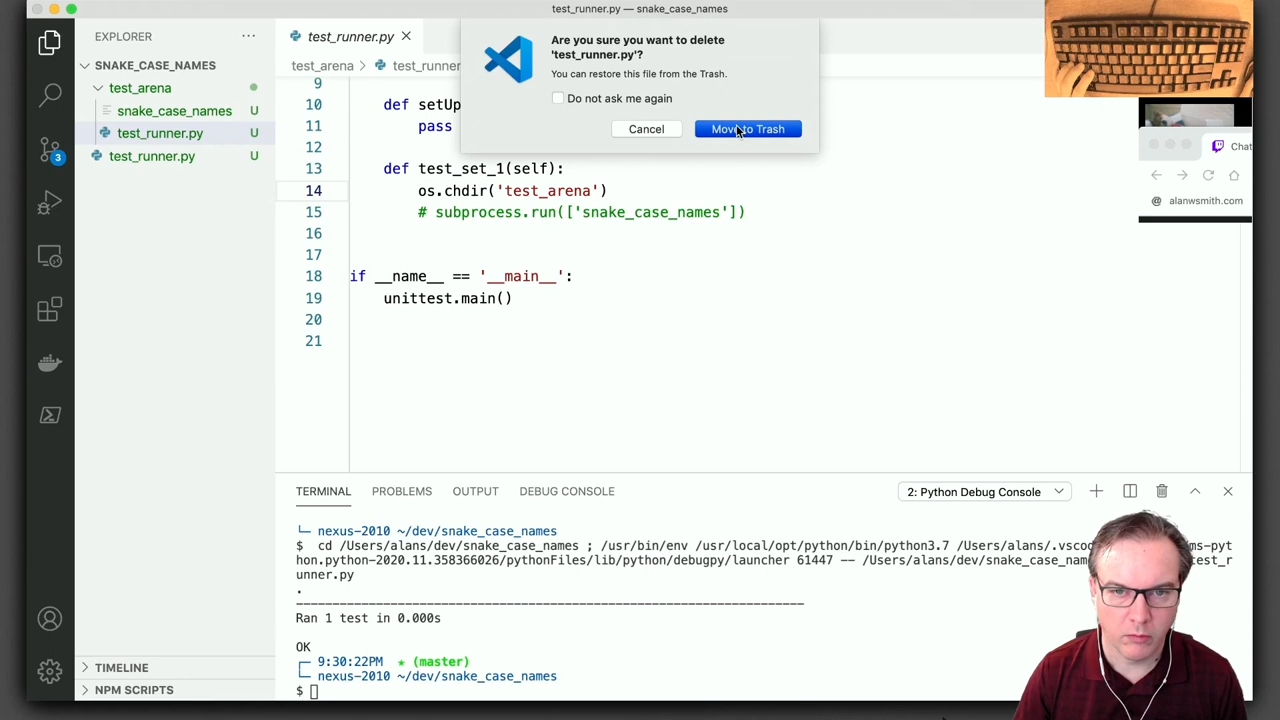 test_runner.py — snake_case_names
EXPLORER
SNAKE_CASE_NAMES
test_arena
snake_case_names U
test_runner.py U
test_runner.py U
3
TIMELINE
NPM SCRIPTS
test_runner.py
test_arena > test_runner
Are you sure you want to delete
'test_runner.py'?
You can restore this file from the Trash.
Do not ask me again
Cancel
Move to Trash
9
10 def setUp
11 pass
12
13 def test_set_1(self):
14 os.chdir('test_arena')
15 # subprocess.run(['snake_case_names'])
16
17
18 if __name__ == '__main__':
19 unittest.main()
20
21
Chat
@ alanwsmith.com
TERMINAL PROBLEMS OUTPUT DEBUG CONSOLE
2: Python Debug Console
nexus-2010 ~/dev/snake_case_names
$ cd /Users/alans/dev/snake_case_names ; /usr/bin/env /usr/local/opt/python/bin/python3.7 /Users/alans/.vscod ms-pyt
hon.python-2020.11.358366026/pythonFiles/lib/python/debugpy/launcher 61447 -- /Users/alans/dev/snake_case_nam test_r
unner.py
.
----------------------------------------------------------------------
Ran 1 test in 0.000s
OK
9:30:22PM ★ (master)
nexus-2010 ~/dev/snake_case_names
$